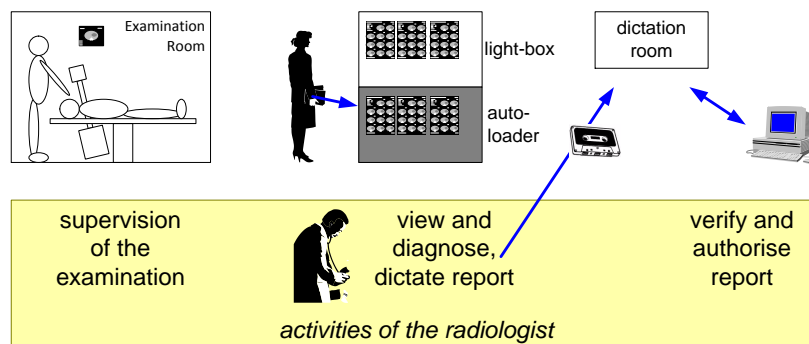 Examination
Room
light-box
auto-
loader
dictation
room
supervision
of the
examination
view and
diagnose,
dictate report
verify and
authorise
report
activities of the radiologist